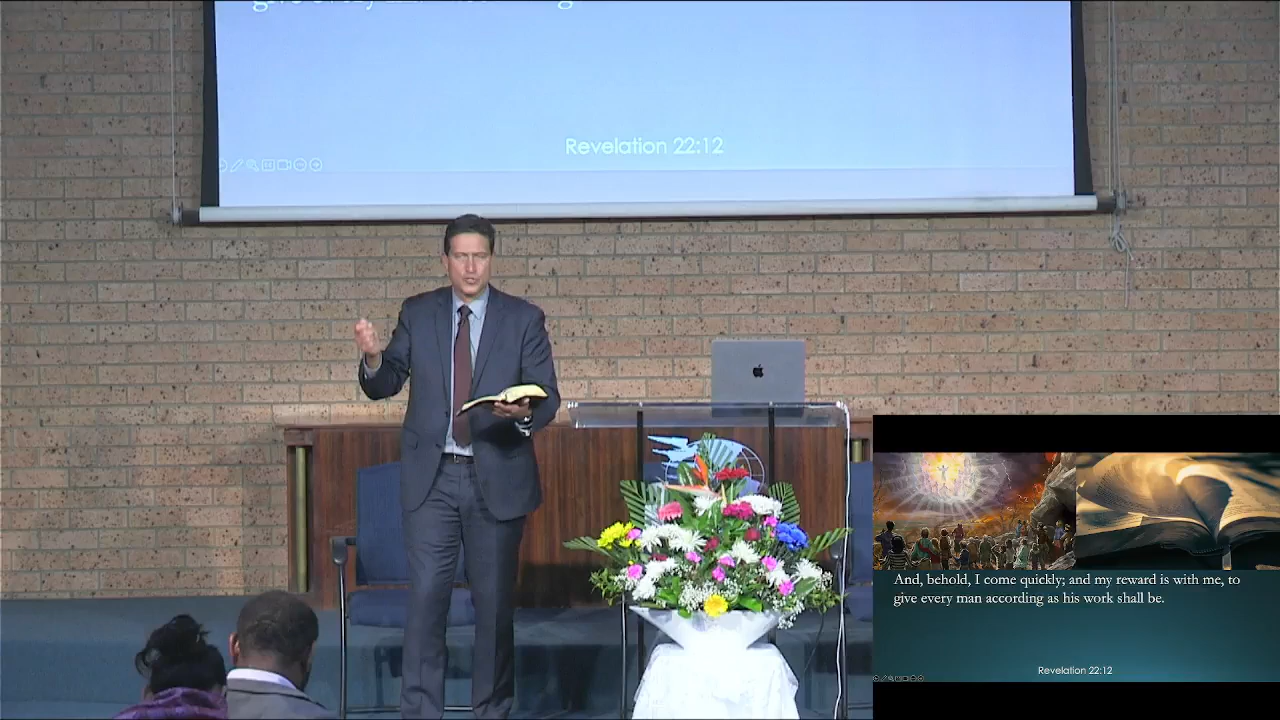 Revelation 22:12
And, behold, I come quickly; and my reward is with me, to
give every man according as his work shall be.
Revelation 22:12